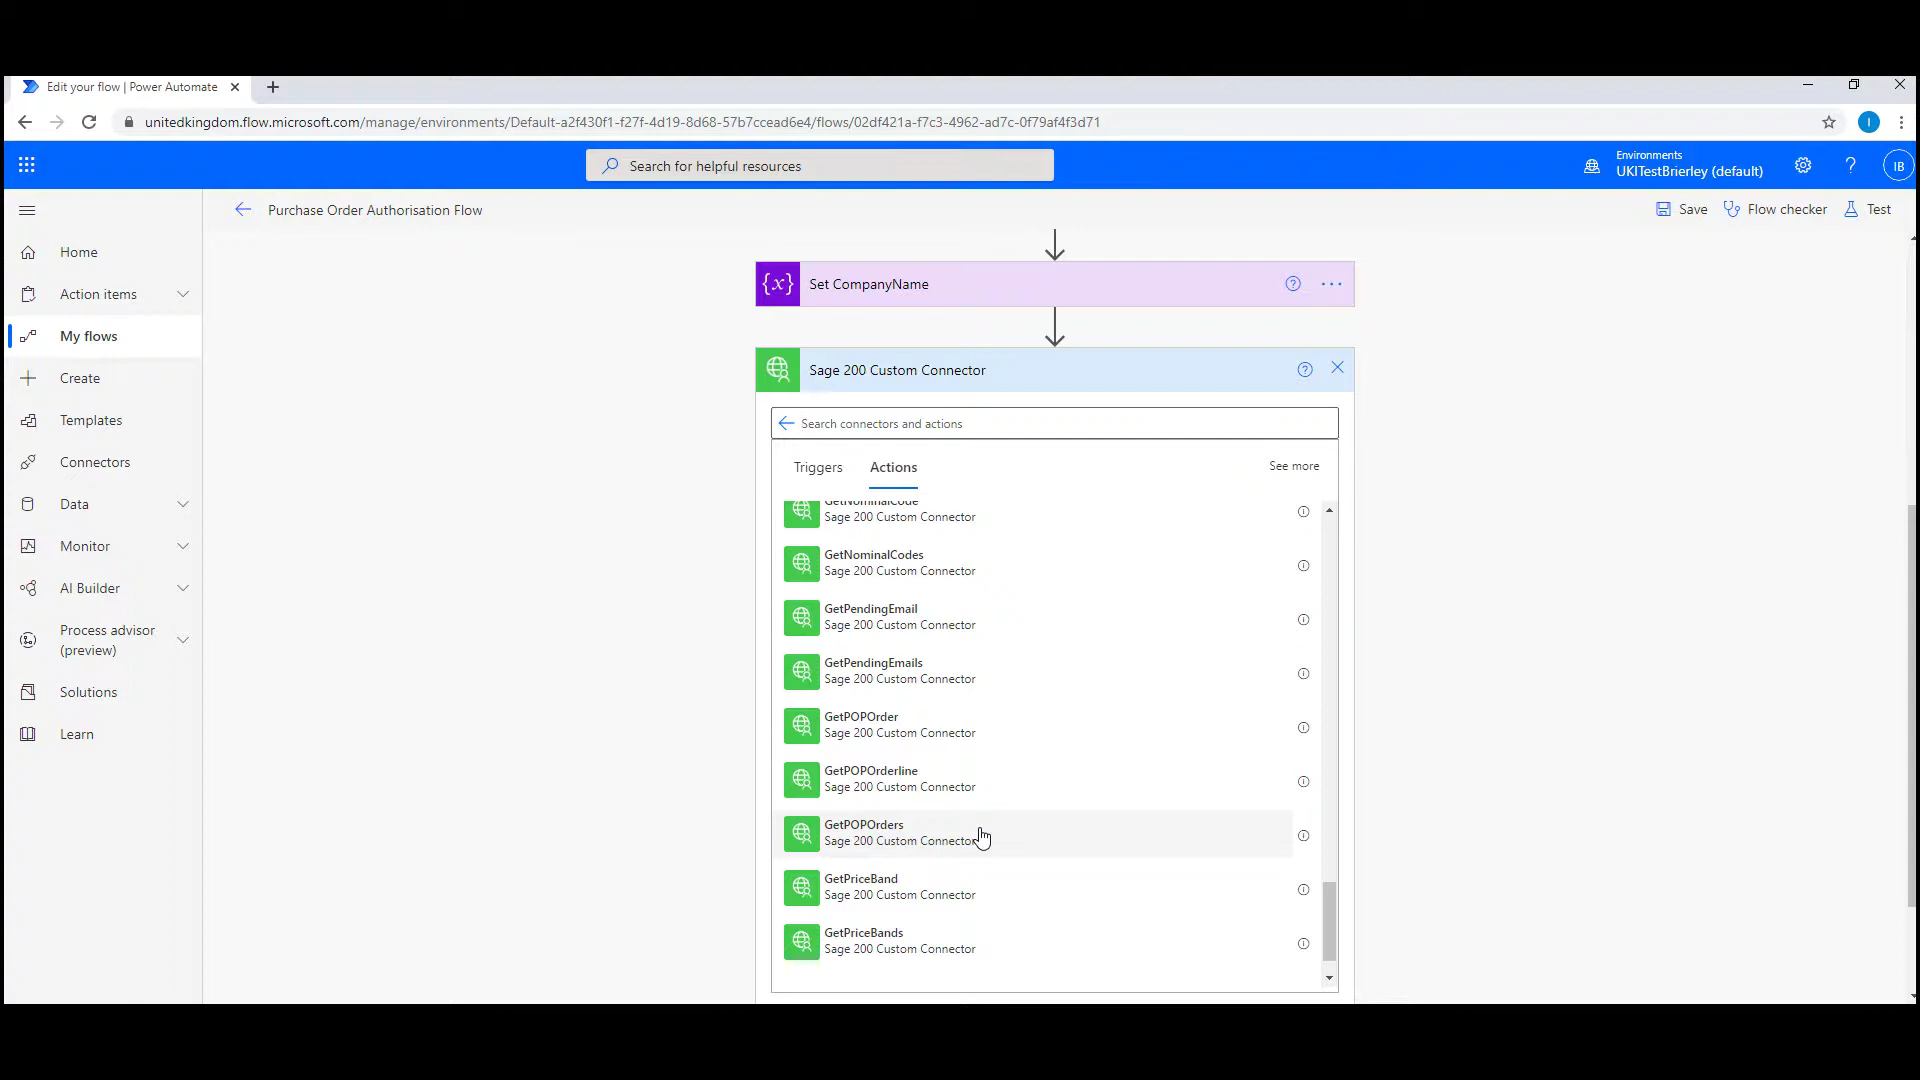 Edit your flow | Power Automate
unitedkingdom.flow.microsoft.com/manage/environments/Default-a2f430f1-f27f-4d19-8d68-57b7ccead6e4/flows/02df421a-f7c3-4962-ad7c-0f79af4f3d71
I
Search for helpful resources
Environments
UKITestBrierley (default)
?
IB
Purchase Order Authorisation Flow
Save
Flow checker
Test
Home
Action items
My flows
Create
Templates
Connectors
Data
Monitor
AI Builder
Process advisor
(preview)
Solutions
Learn
{x}
Set CompanyName
Sage 200 Custom Connector
Search connectors and actions
Triggers
Actions
See more
GetNominalCode
Sage 200 Custom Connector
GetNominalCodes
Sage 200 Custom Connector
GetPendingEmail
Sage 200 Custom Connector
GetPendingEmails
Sage 200 Custom Connector
GetPOPOrder
Sage 200 Custom Connector
GetPOPOrderline
Sage 200 Custom Connector
GetPOPOrders
Sage 200 Custom Connector
GetPriceBand
Sage 200 Custom Connector
GetPriceBands
Sage 200 Custom Connector